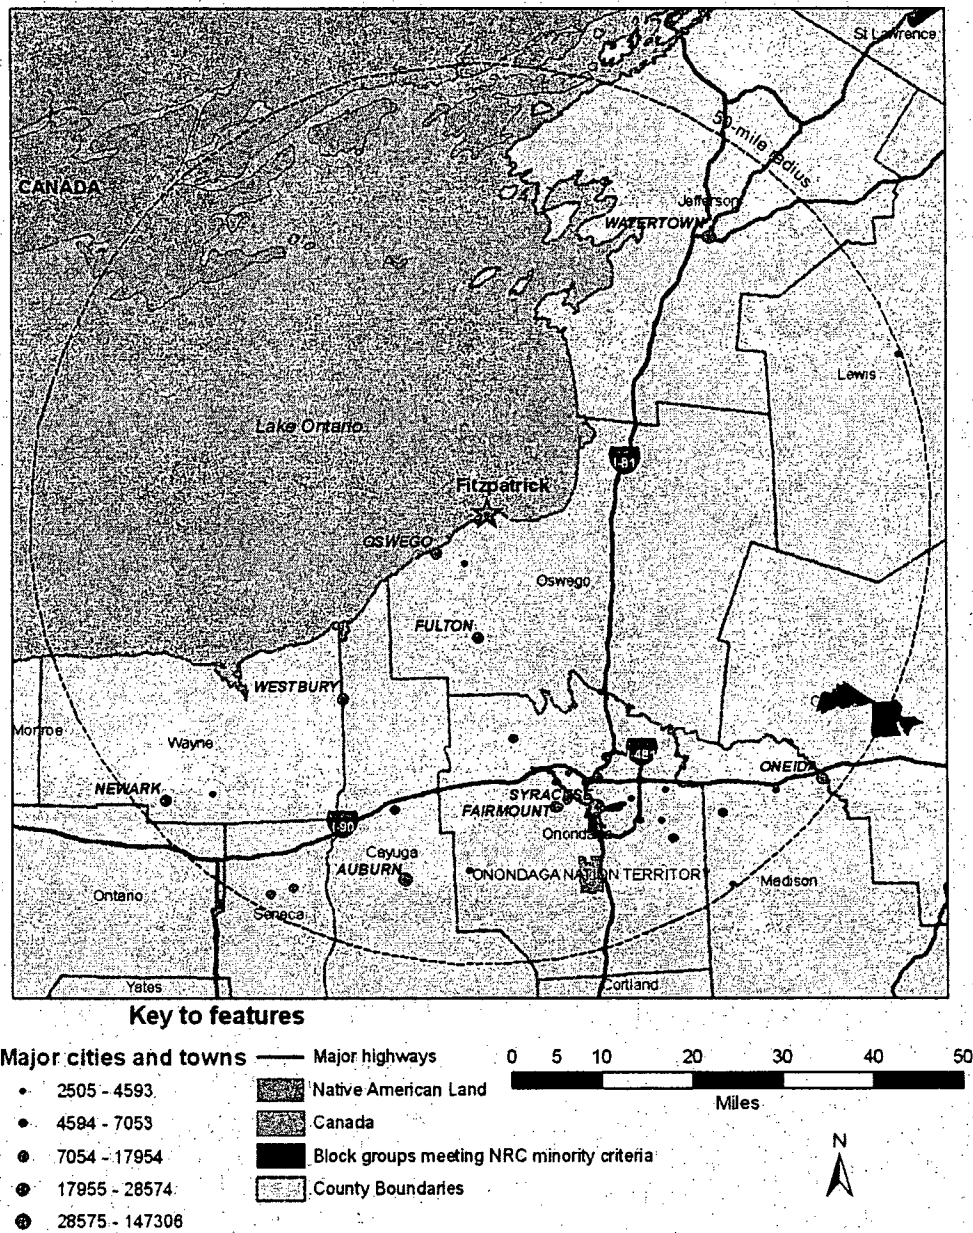 St Lawrence
50-mile radius
CANADA
Jefferson
WATERTOWN
Lewis
Lake Ontario
I-81
Fitzpatrick
OSWEGO
Oswego
FULTON
WESTBURY
Monroe
Wayne
I-481
ONEIDA
NEWARK
SYRACUSE
FAIRMOUNT
I-90
Onondaga
Cayuga
AUBURN
ONONDAGA NATION TERRITORY
Madison
Ontario
Seneca
Yates
Cortland
Key to features
Major cities and towns
2505 - 4593
4594 - 7053
7054 - 17954
17955 - 28574
28575 - 147306
Major highways
Native American Land
Canada
Block groups meeting NRC minority criteria
County Boundaries
0 5 10 20 30 40 50
Miles
N